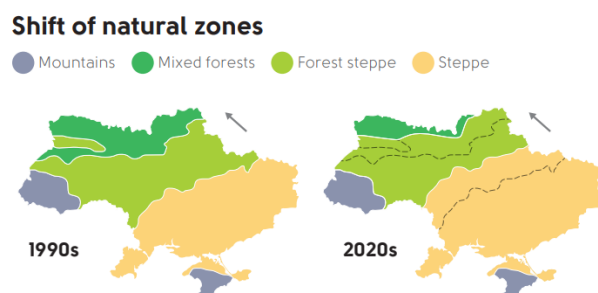 Shift of natural zones
Mountains Mixed forests Forest steppe Steppe
1990s 2020s